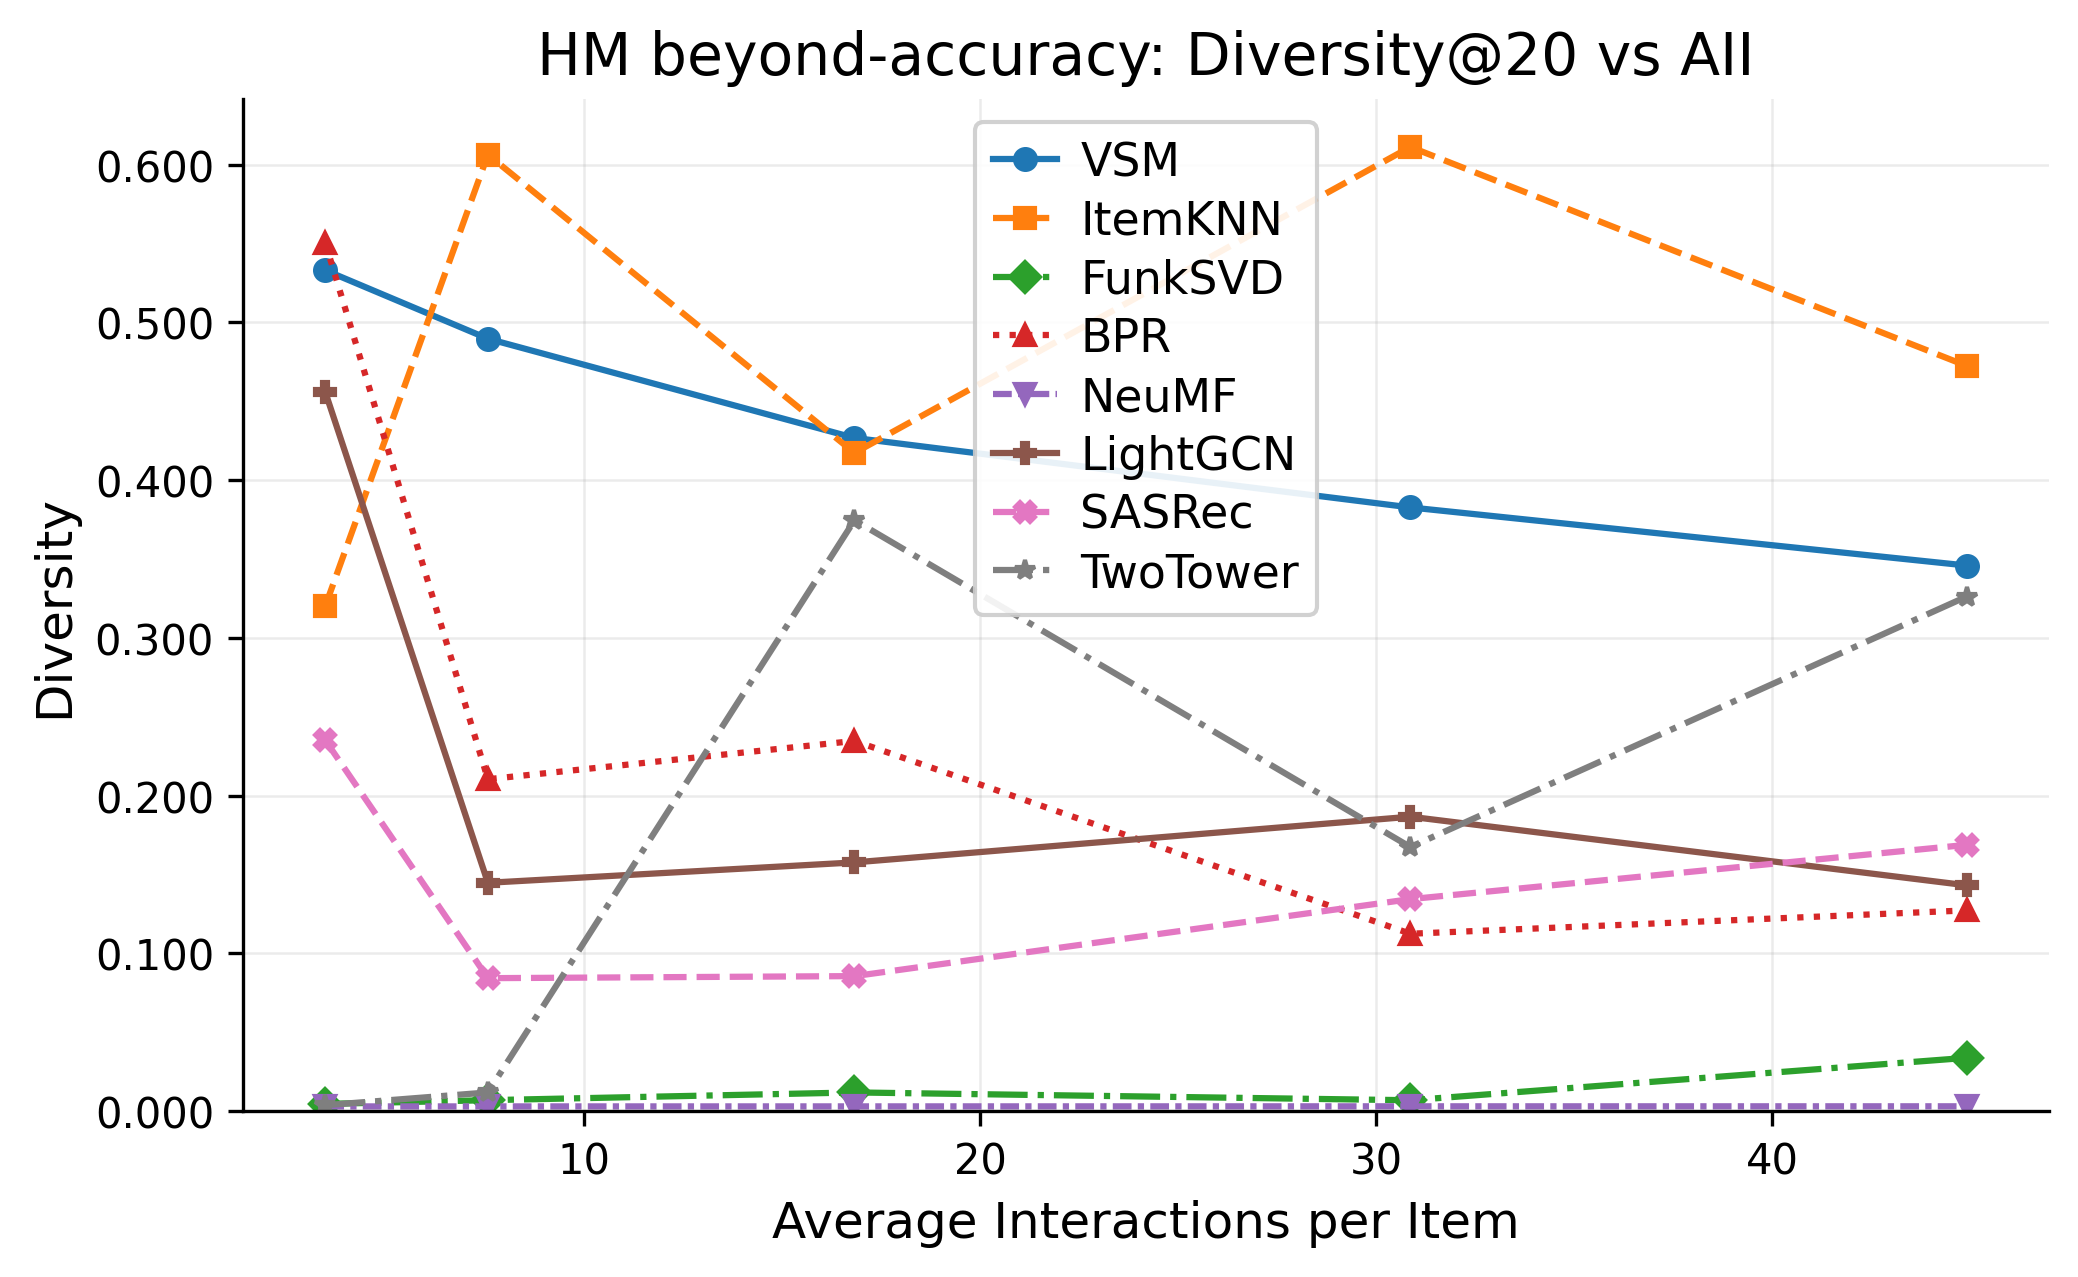 HM beyond-accuracy: Diversity@20 vs AII
0.600
0.500
0.400
0.300
0.200
0.100
0.000
Diversity
VSM
ItemKNN
FunkSVD
BPR
NeuMF
LightGCN
SASRec
TwoTower
10 20 30 40
Average Interactions per Item